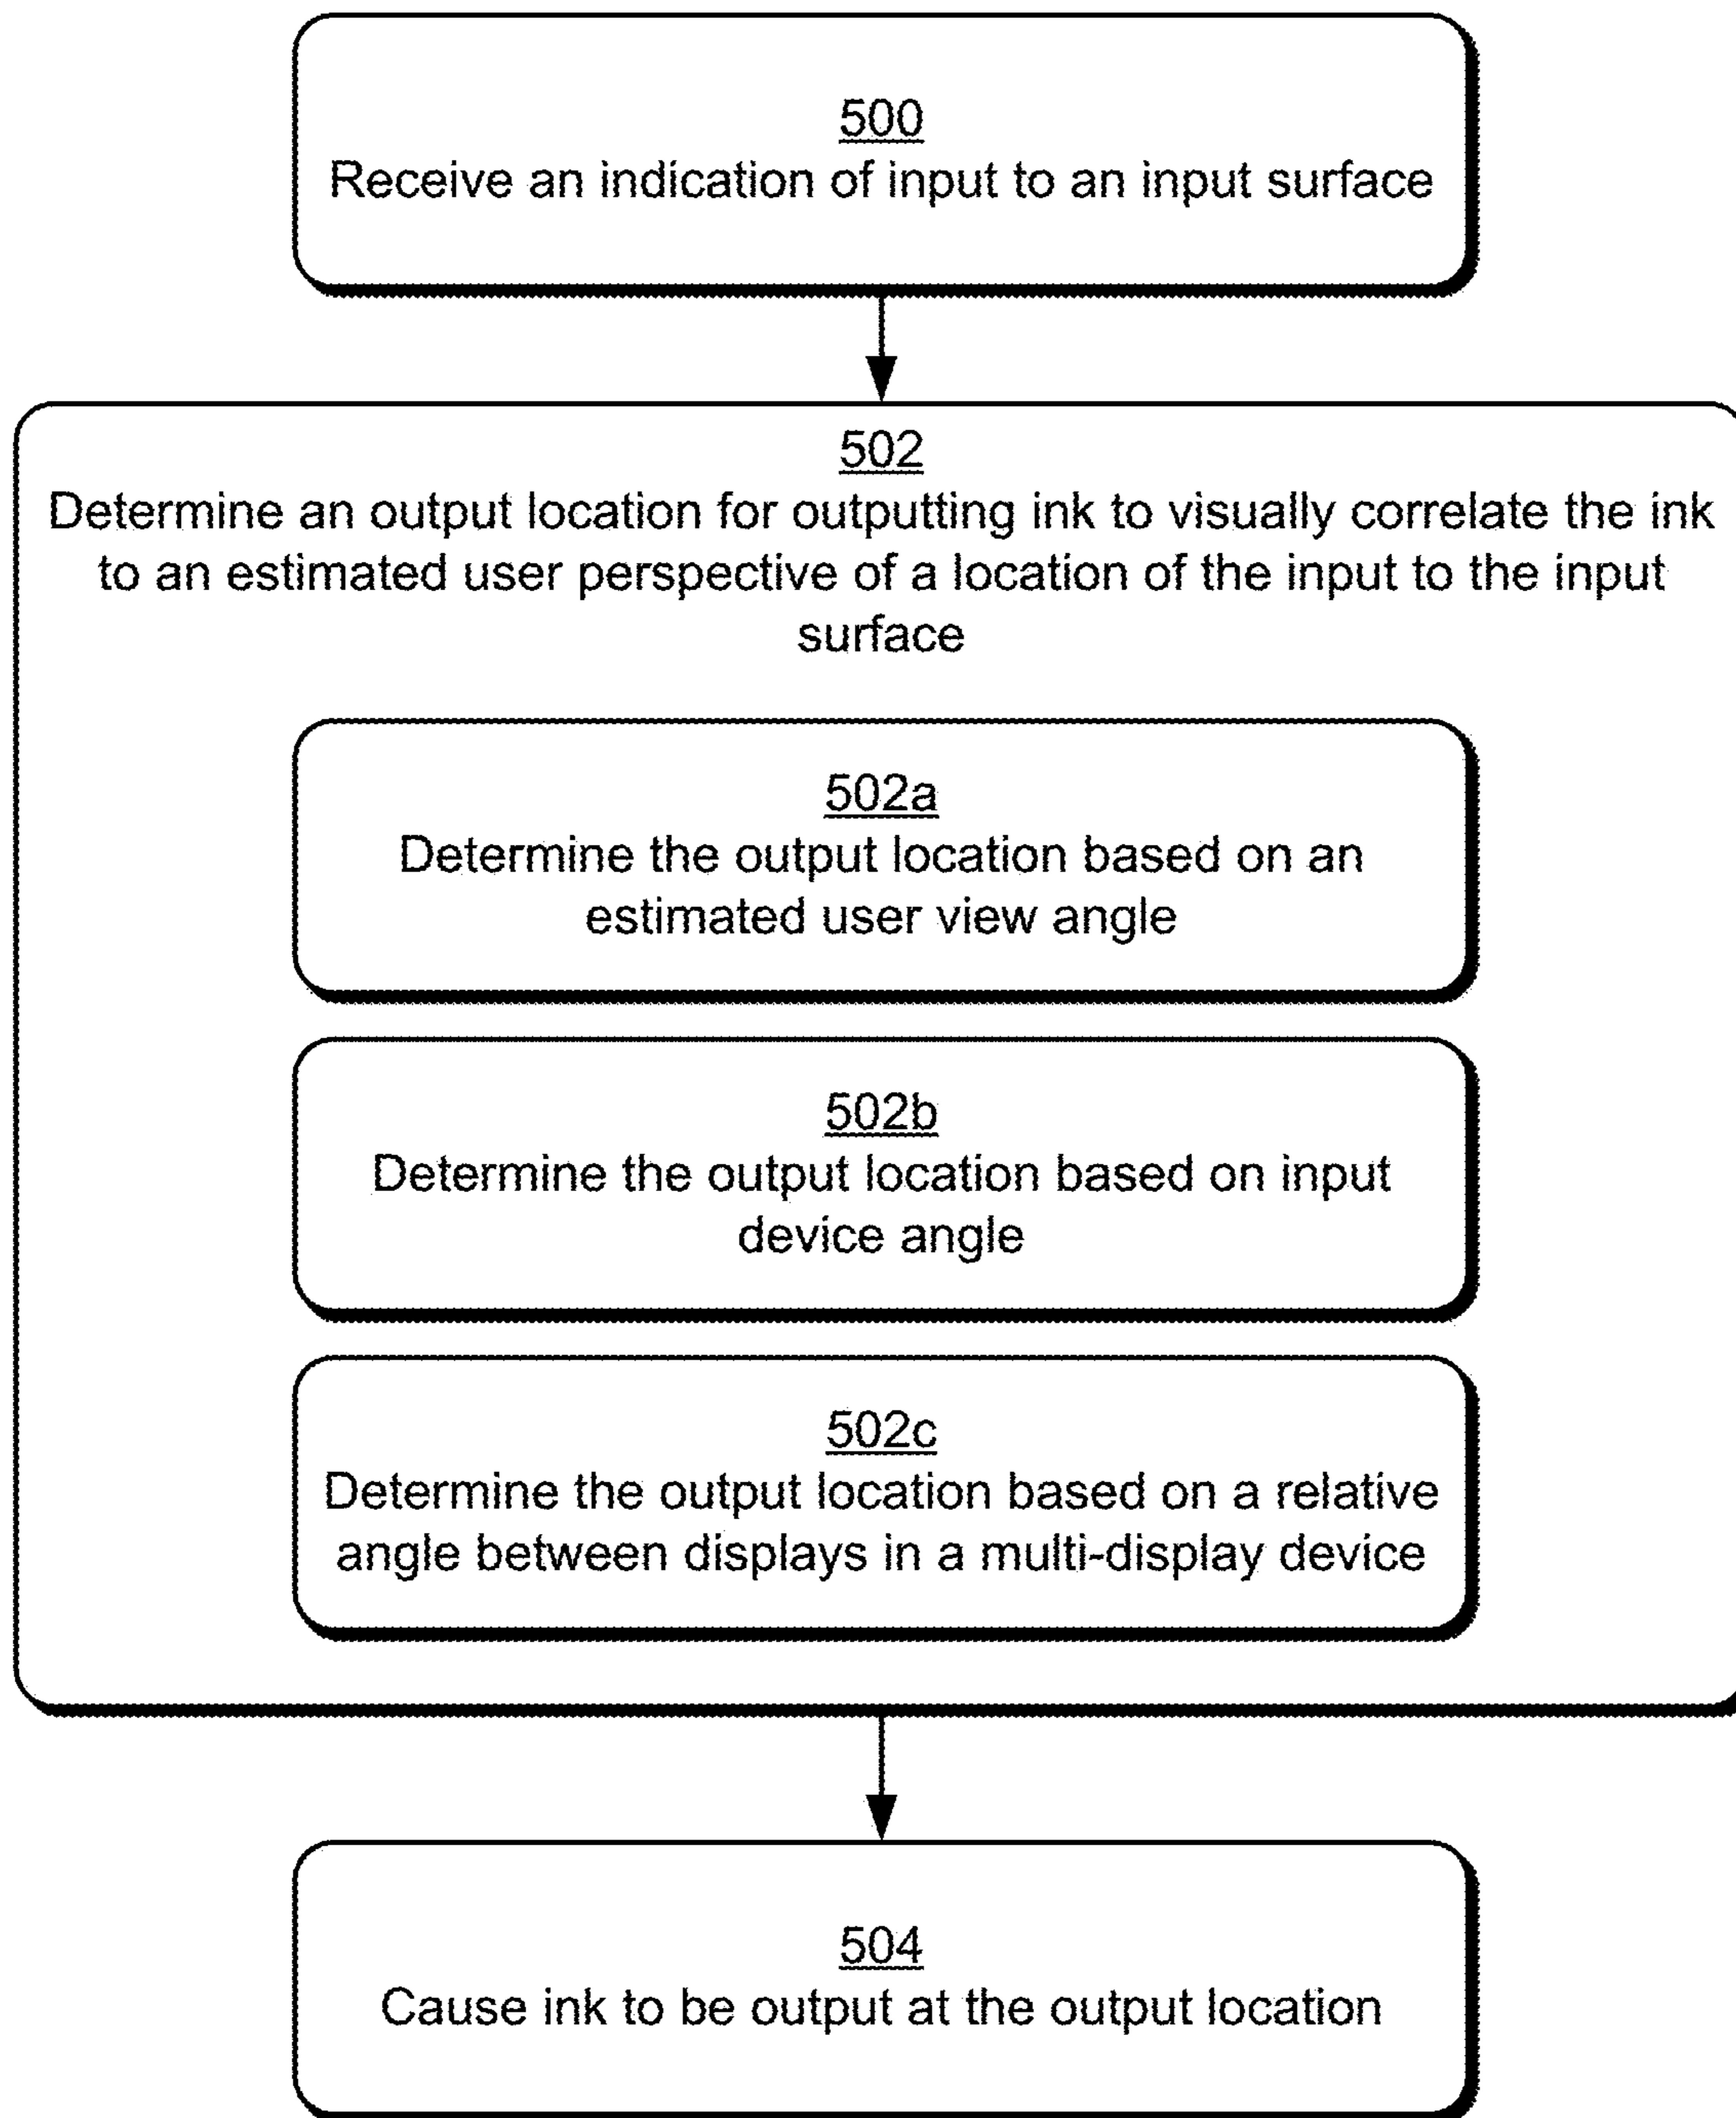 500
Receive an indication of input to an input surface
502
Determine an output location for outputting ink to visually correlate the ink
to an estimated user perspective of a location of the input to the input
surface
502a
Determine the output location based on an
estimated user view angle
502b
Determine the output location based on input
device angle
502c
Determine the output location based on a relative
angle between displays in a multi-display device
504
Cause ink to be output at the output location